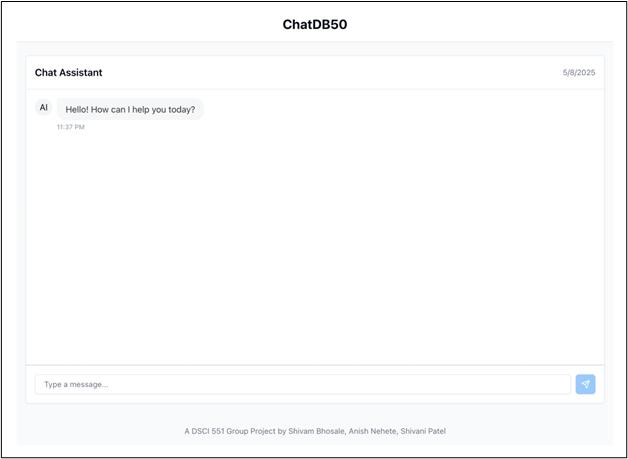 ChatDB50
Chat Assistant
5/8/2025
AI
Hello! How can I help you today?
11:37 PM
Type a message...
A DSCI 551 Group Project by Shivam Bhosale, Anish Nehete, Shivani Patel